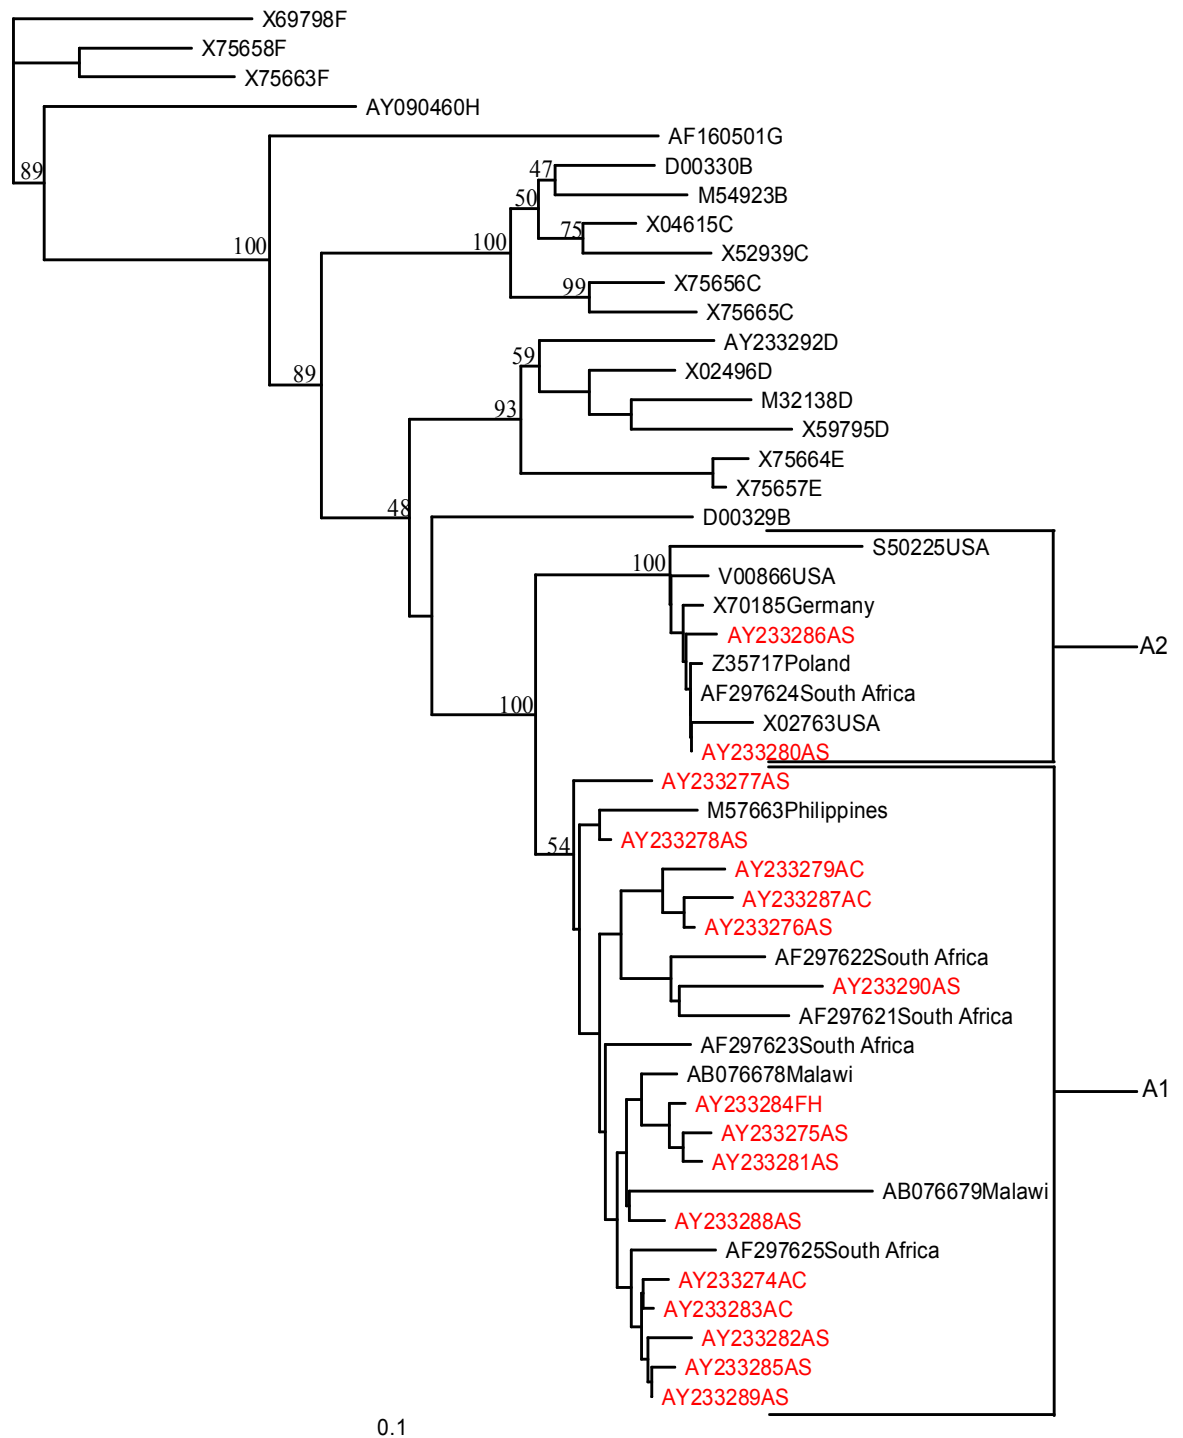 X69798F
X75658F
X75663F
AY090460H
89
AF160501G
47
D00330B
50
M54923B
75
X04615C
100
100
X52939C
99
X75656C
X75665C
59
AY233292D
89
X02496D
93
M32138D
X59795D
X75664E
X75657E
48
D00329B
S50225USA
100
V00866USA
X70185Germany
AY233286AS
A2
Z35717Poland
AF297624South Africa
100
X02763USA
AY233280AS
AY233277AS
M57663Philippines
54
AY233278AS
AY233279AC
AY233287AC
AY233276AS
AF297622South Africa
AY233290AS
AF297621South Africa
AF297623South Africa
AB076678Malawi
A1
AY233284FH
AY233275AS
AY233281AS
AB076679Malawi
AY233288AS
AF297625South Africa
AY233274AC
AY233283AC
AY233282AS
AY233285AS
AY233289AS
0.1